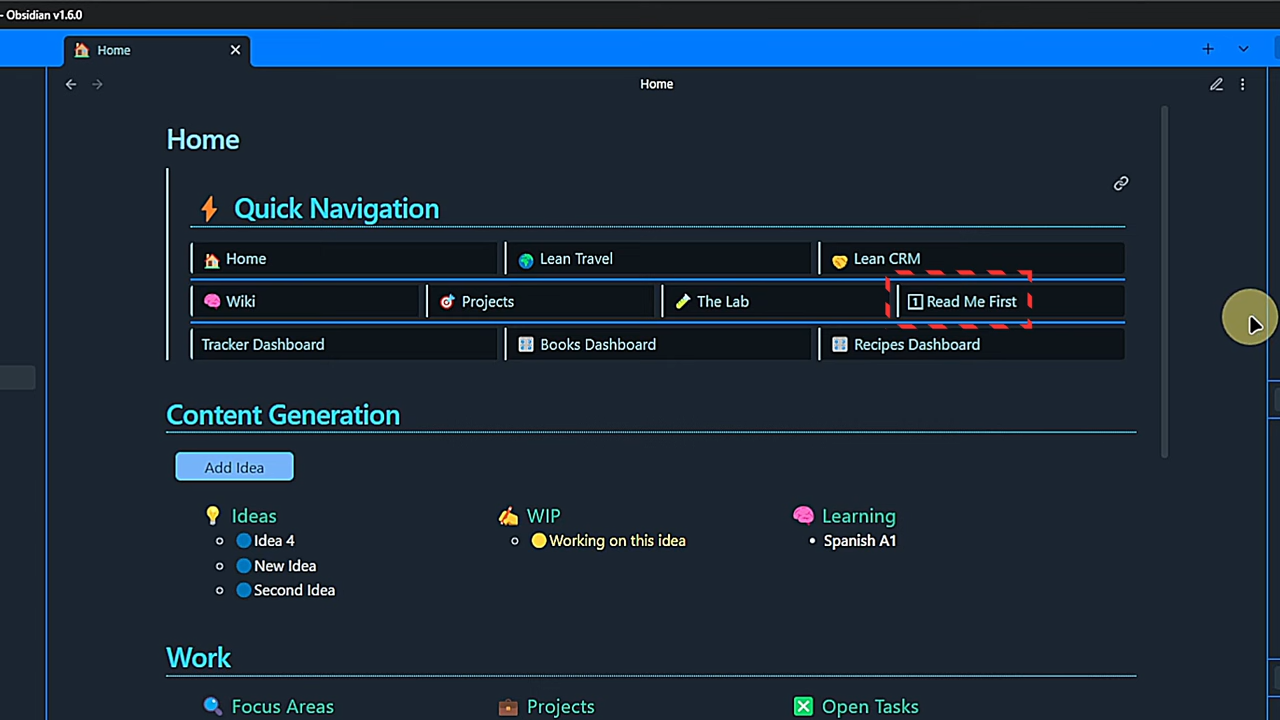 - Obsidian v1.6.0
Home
Home
Home
Quick Navigation
Home Lean Travel Lean CRM
Wiki Projects The Lab 1 Read Me First
Tracker Dashboard Books Dashboard Recipes Dashboard
Content Generation
Add Idea
Ideas WIP Learning
Idea 4 Working on this idea Spanish A1
New Idea
Second Idea
Work
Focus Areas Projects Open Tasks